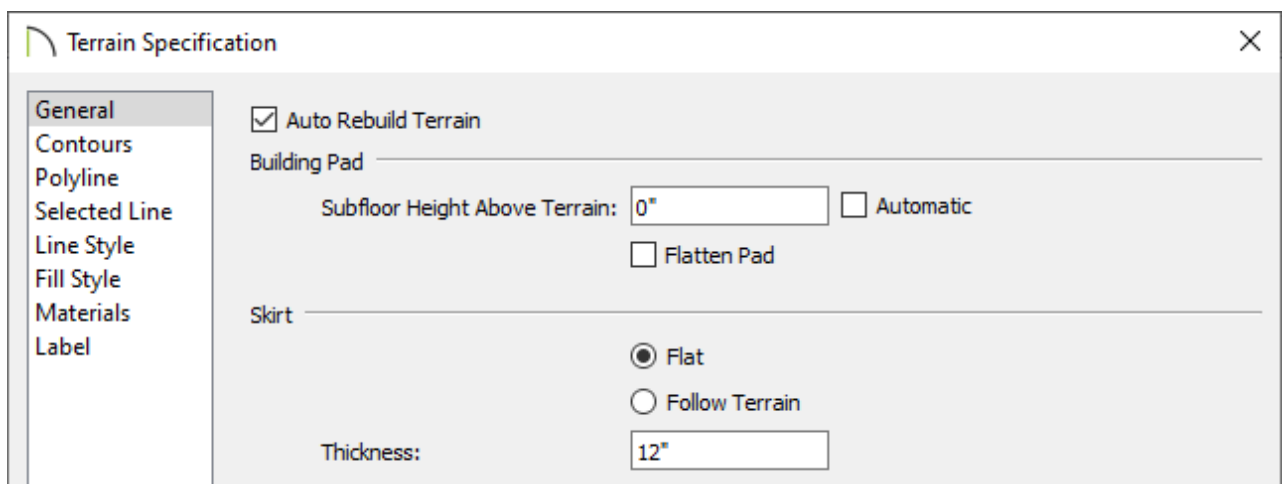 Terrain Specification
General
Contours
Polyline
Selected Line
Line Style
Fill Style
Materials
Label
Auto Rebuild Terrain
Building Pad
Subfloor Height Above Terrain: 0" Automatic
Flatten Pad
Skirt
Flat
Follow Terrain
Thickness: 12"